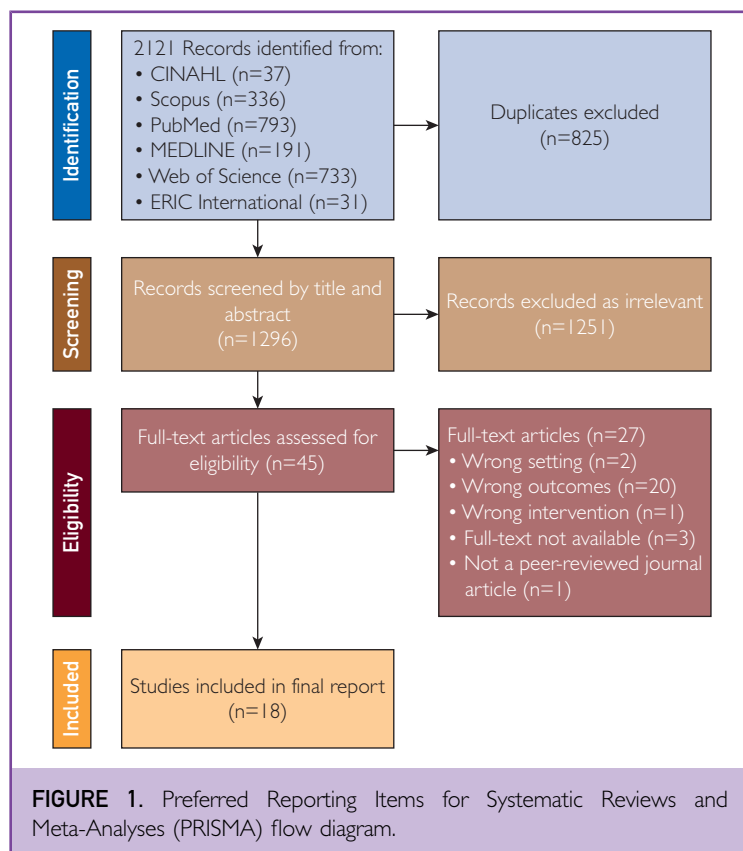 Identification
2121 Records identified from:
• CINAHL (n=37)
• Scopus (n=336)
• PubMed (n=793)
• MEDLINE (n=191)
• Web of Science (n=733)
• ERIC International (n=31)
Duplicates excluded
(n=825)
Screening
Records screened by title and
abstract
(n=1296)
Records excluded as irrelevant
(n=1251)
Eligibility
Full-text articles assessed for
eligibility (n=45)
Full-text articles (n=27)
• Wrong setting (n=2)
• Wrong outcomes (n=20)
• Wrong intervention (n=1)
• Full-text not available (n=3)
• Not a peer-reviewed journal
article (n=1)
Included
Studies included in final report
(n=18)
FIGURE 1. Preferred Reporting Items for Systematic Reviews and
Meta-Analyses (PRISMA) flow diagram.